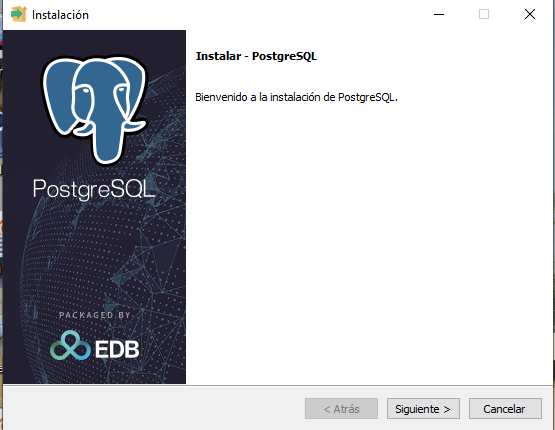 Instalación
Instalar - PostgreSQL
Bienvenido a la instalación de PostgreSQL.
PostgreSQL
PACKAGED BY
EDB
< Atrás
Siguiente >
Cancelar